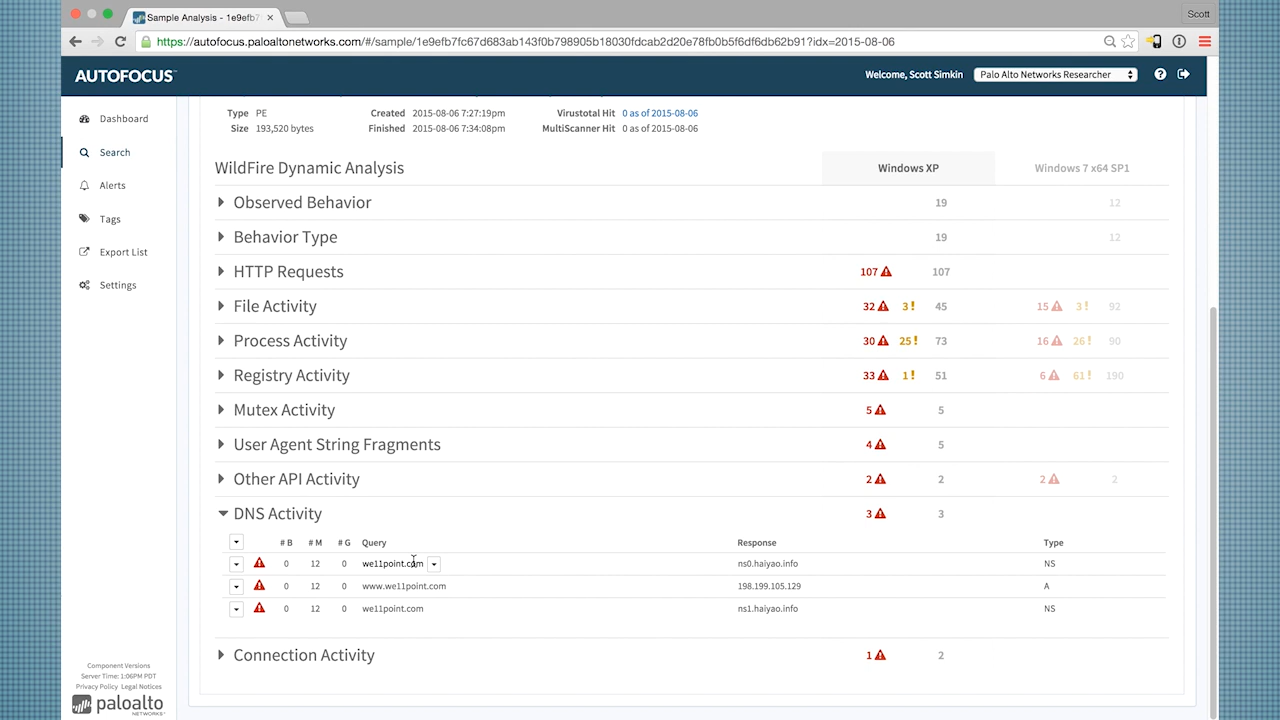 Sample Analysis - 1e9efb7
Scott
https://autofocus.paloaltonetworks.com/#/sample/1e9efb7fc67d683ea143f0b798905b18030fdcab2d20e78fb0b5f6df6db62b91?idx=2015-08-06
AUTOFOCUS
Welcome, Scott Simkin
Palo Alto Networks Researcher
Dashboard
Search
Alerts
Tags
Export List
Settings
Type PE Created 2015-08-06 7:27:19pm Virustotal Hit 0 as of 2015-08-06
Size 193,520 bytes Finished 2015-08-06 7:34:08pm MultiScanner Hit 0 as of 2015-08-06
WildFire Dynamic Analysis Windows XP Windows 7 x64 SP1
Observed Behavior 19 12
Behavior Type 19 12
HTTP Requests 107 107
File Activity 32 3! 45 15 3! 92
Process Activity 30 25! 73 16 26! 90
Registry Activity 33 1! 51 6 61! 190
Mutex Activity 5 5
User Agent String Fragments 4 5
Other API Activity 2 2 2 2
DNS Activity 3 3
# B # M # G Query Response Type
0 12 0 we11point.com ns0.haiyao.info NS
0 12 0 www.we11point.com 198.199.105.129 A
0 12 0 we11point.com ns1.haiyao.info NS
Connection Activity 1 2
Component Versions
Server Time: 1:06PM PDT
Privacy Policy Legal Notices
paloalto
NETWORKS